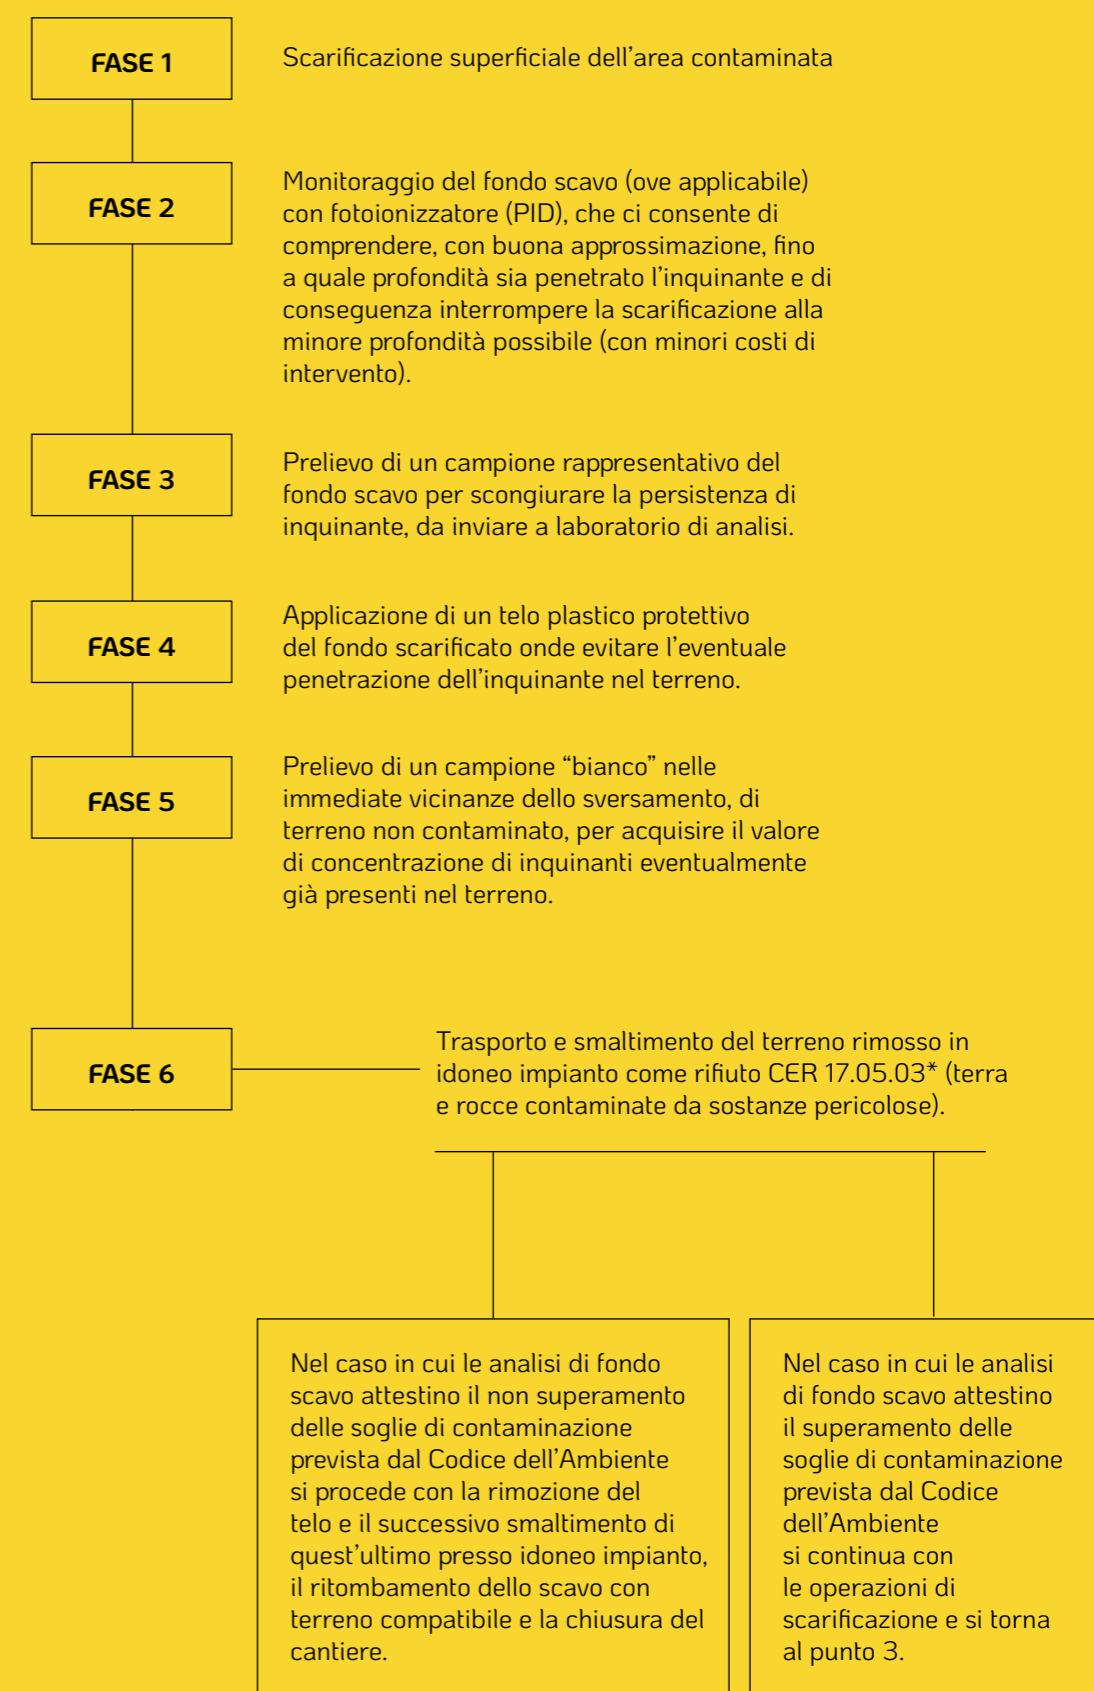 FASE 1
Scarificazione superficiale dell'area contaminata
FASE 2
Monitoraggio del fondo scavo (ove applicabile)
con fotoionizzatore (PID), che ci consente di
comprendere, con buona approssimazione, fino
a quale profondità sia penetrato l'inquinante e di
conseguenza interrompere la scarificazione alla
minore profondità possibile (con minori costi di
intervento).
FASE 3
Prelievo di un campione rappresentativo del
fondo scavo per scongiurare la persistenza di
inquinante, da inviare a laboratorio di analisi.
FASE 4
Applicazione di un telo plastico protettivo
del fondo scarificato onde evitare l'eventuale
penetrazione dell'inquinante nel terreno.
FASE 5
Prelievo di un campione “bianco” nelle
immediate vicinanze dello sversamento, di
terreno non contaminato, per acquisire il valore
di concentrazione di inquinanti eventualmente
già presenti nel terreno.
FASE 6
Trasporto e smaltimento del terreno rimosso in
idoneo impianto come rifiuto CER 17.05.03* (terra
e rocce contaminate da sostanze pericolose).
Nel caso in cui le analisi di fondo
scavo attestino il non superamento
delle soglie di contaminazione
prevista dal Codice dell'Ambiente
si procede con la rimozione del
telo e il successivo smaltimento di
quest'ultimo presso idoneo impianto,
il ritombamento dello scavo con
terreno compatibile e la chiusura del
cantiere.
Nel caso in cui le analisi
di fondo scavo attestino
il superamento delle
soglie di contaminazione
prevista dal Codice
dell'Ambiente
si continua con
le operazioni di
scarificazione e si torna
al punto 3.